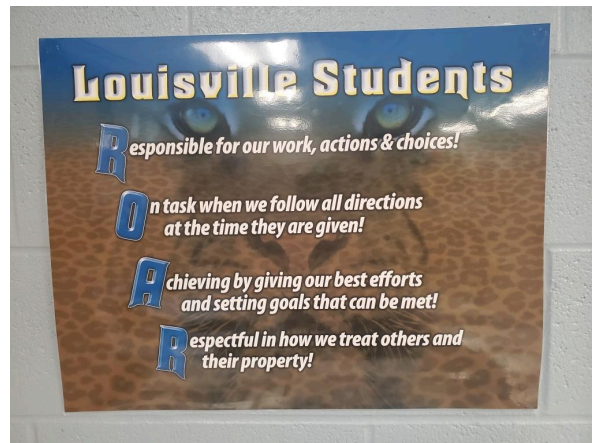 Louisville Students
Responsible for our work, actions & choices!
On task when we follow all directions
at the time they are given!
Achieving by giving our best efforts
and setting goals that can be met!
Respectful in how we treat others and
their property!